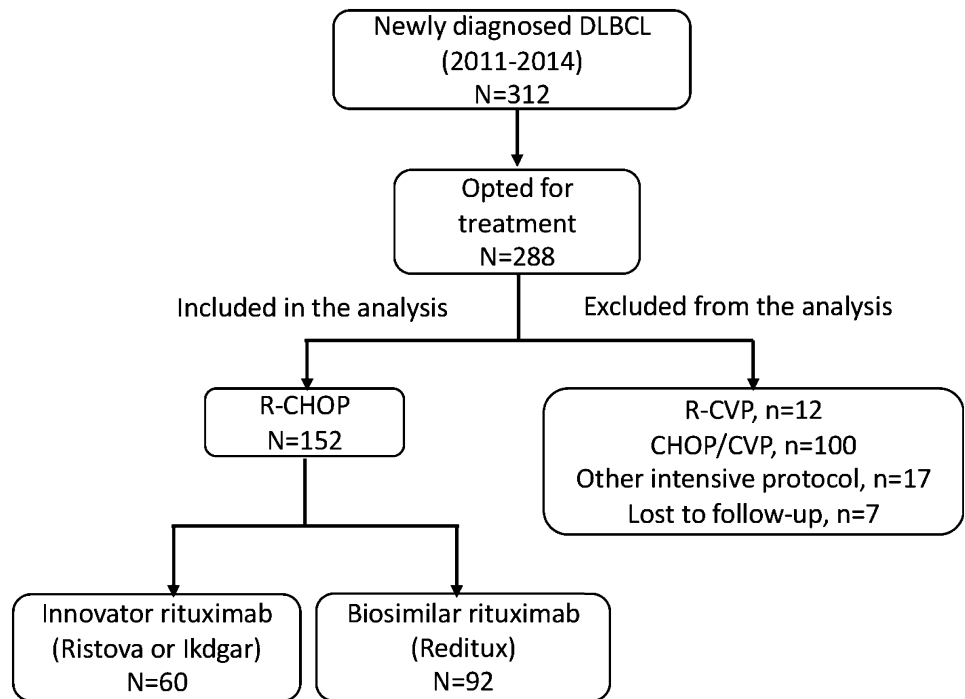 Newly diagnosed DLBCL
(2011-2014)
N=312
Opted for
treatment
N=288
Included in the analysis
Excluded from the analysis
R-CHOP
N=152
R-CVP, n=12
CHOP/CVP, n=100
Other intensive protocol, n=17
Lost to follow-up, n=7
Innovator rituximab
(Ristova or Ikdgar)
N=60
Biosimilar rituximab
(Reditux)
N=92